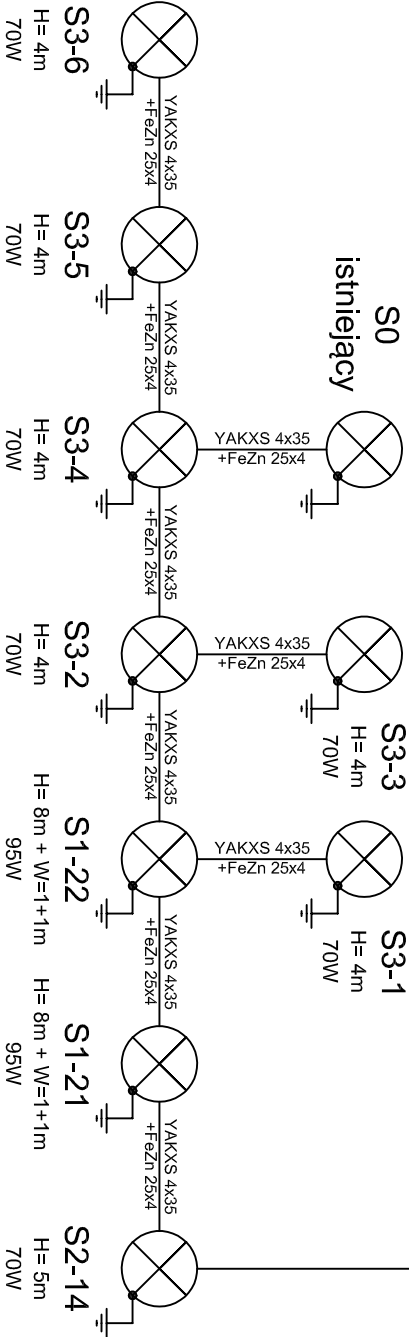 S3-6
H= 4m
70W
YAKXS 4x35
+FeZn 25x4
S3-5
H= 4m
70W
YAKXS 4x35
+FeZn 25x4
S0
istniejący
YAKXS 4x35
+FeZn 25x4
S3-4
H= 4m
70W
YAKXS 4x35
+FeZn 25x4
S3-3
H= 4m
70W
YAKXS 4x35
+FeZn 25x4
S3-2
H= 4m
70W
YAKXS 4x35
+FeZn 25x4
S3-1
H= 4m
70W
YAKXS 4x35
+FeZn 25x4
S1-22
H= 8m + W=1+1m
95W
YAKXS 4x35
+FeZn 25x4
S1-21
H= 8m + W=1+1m
95W
YAKXS 4x35
+FeZn 25x4
S2-14
H= 5m
70W